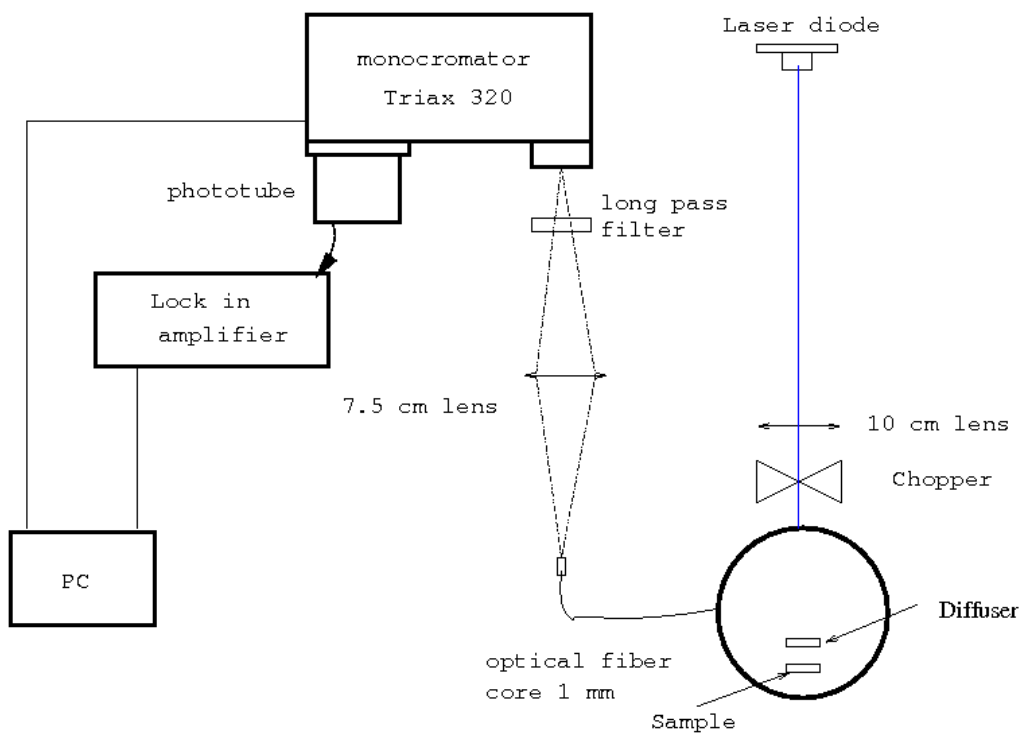 Laser diode
monocromator
Triax 320
phototube
long pass
filter
Lock in
amplifier
7.5 cm lens
10 cm lens
Chopper
PC
Diffuser
optical fiber
core 1 mm
Sample